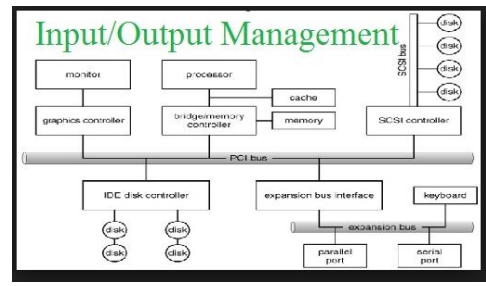 Input/Output Management
SCSI bus
disk
disk
disk
disk
monitor
processor
cache
graphics controller
bridge/memory
controller
memory
SCSI controller
PCI bus
IDE disk controller
expansion bus interface
keyboard
disk
disk
disk
disk
expansion bus
parallel
port
serial
port